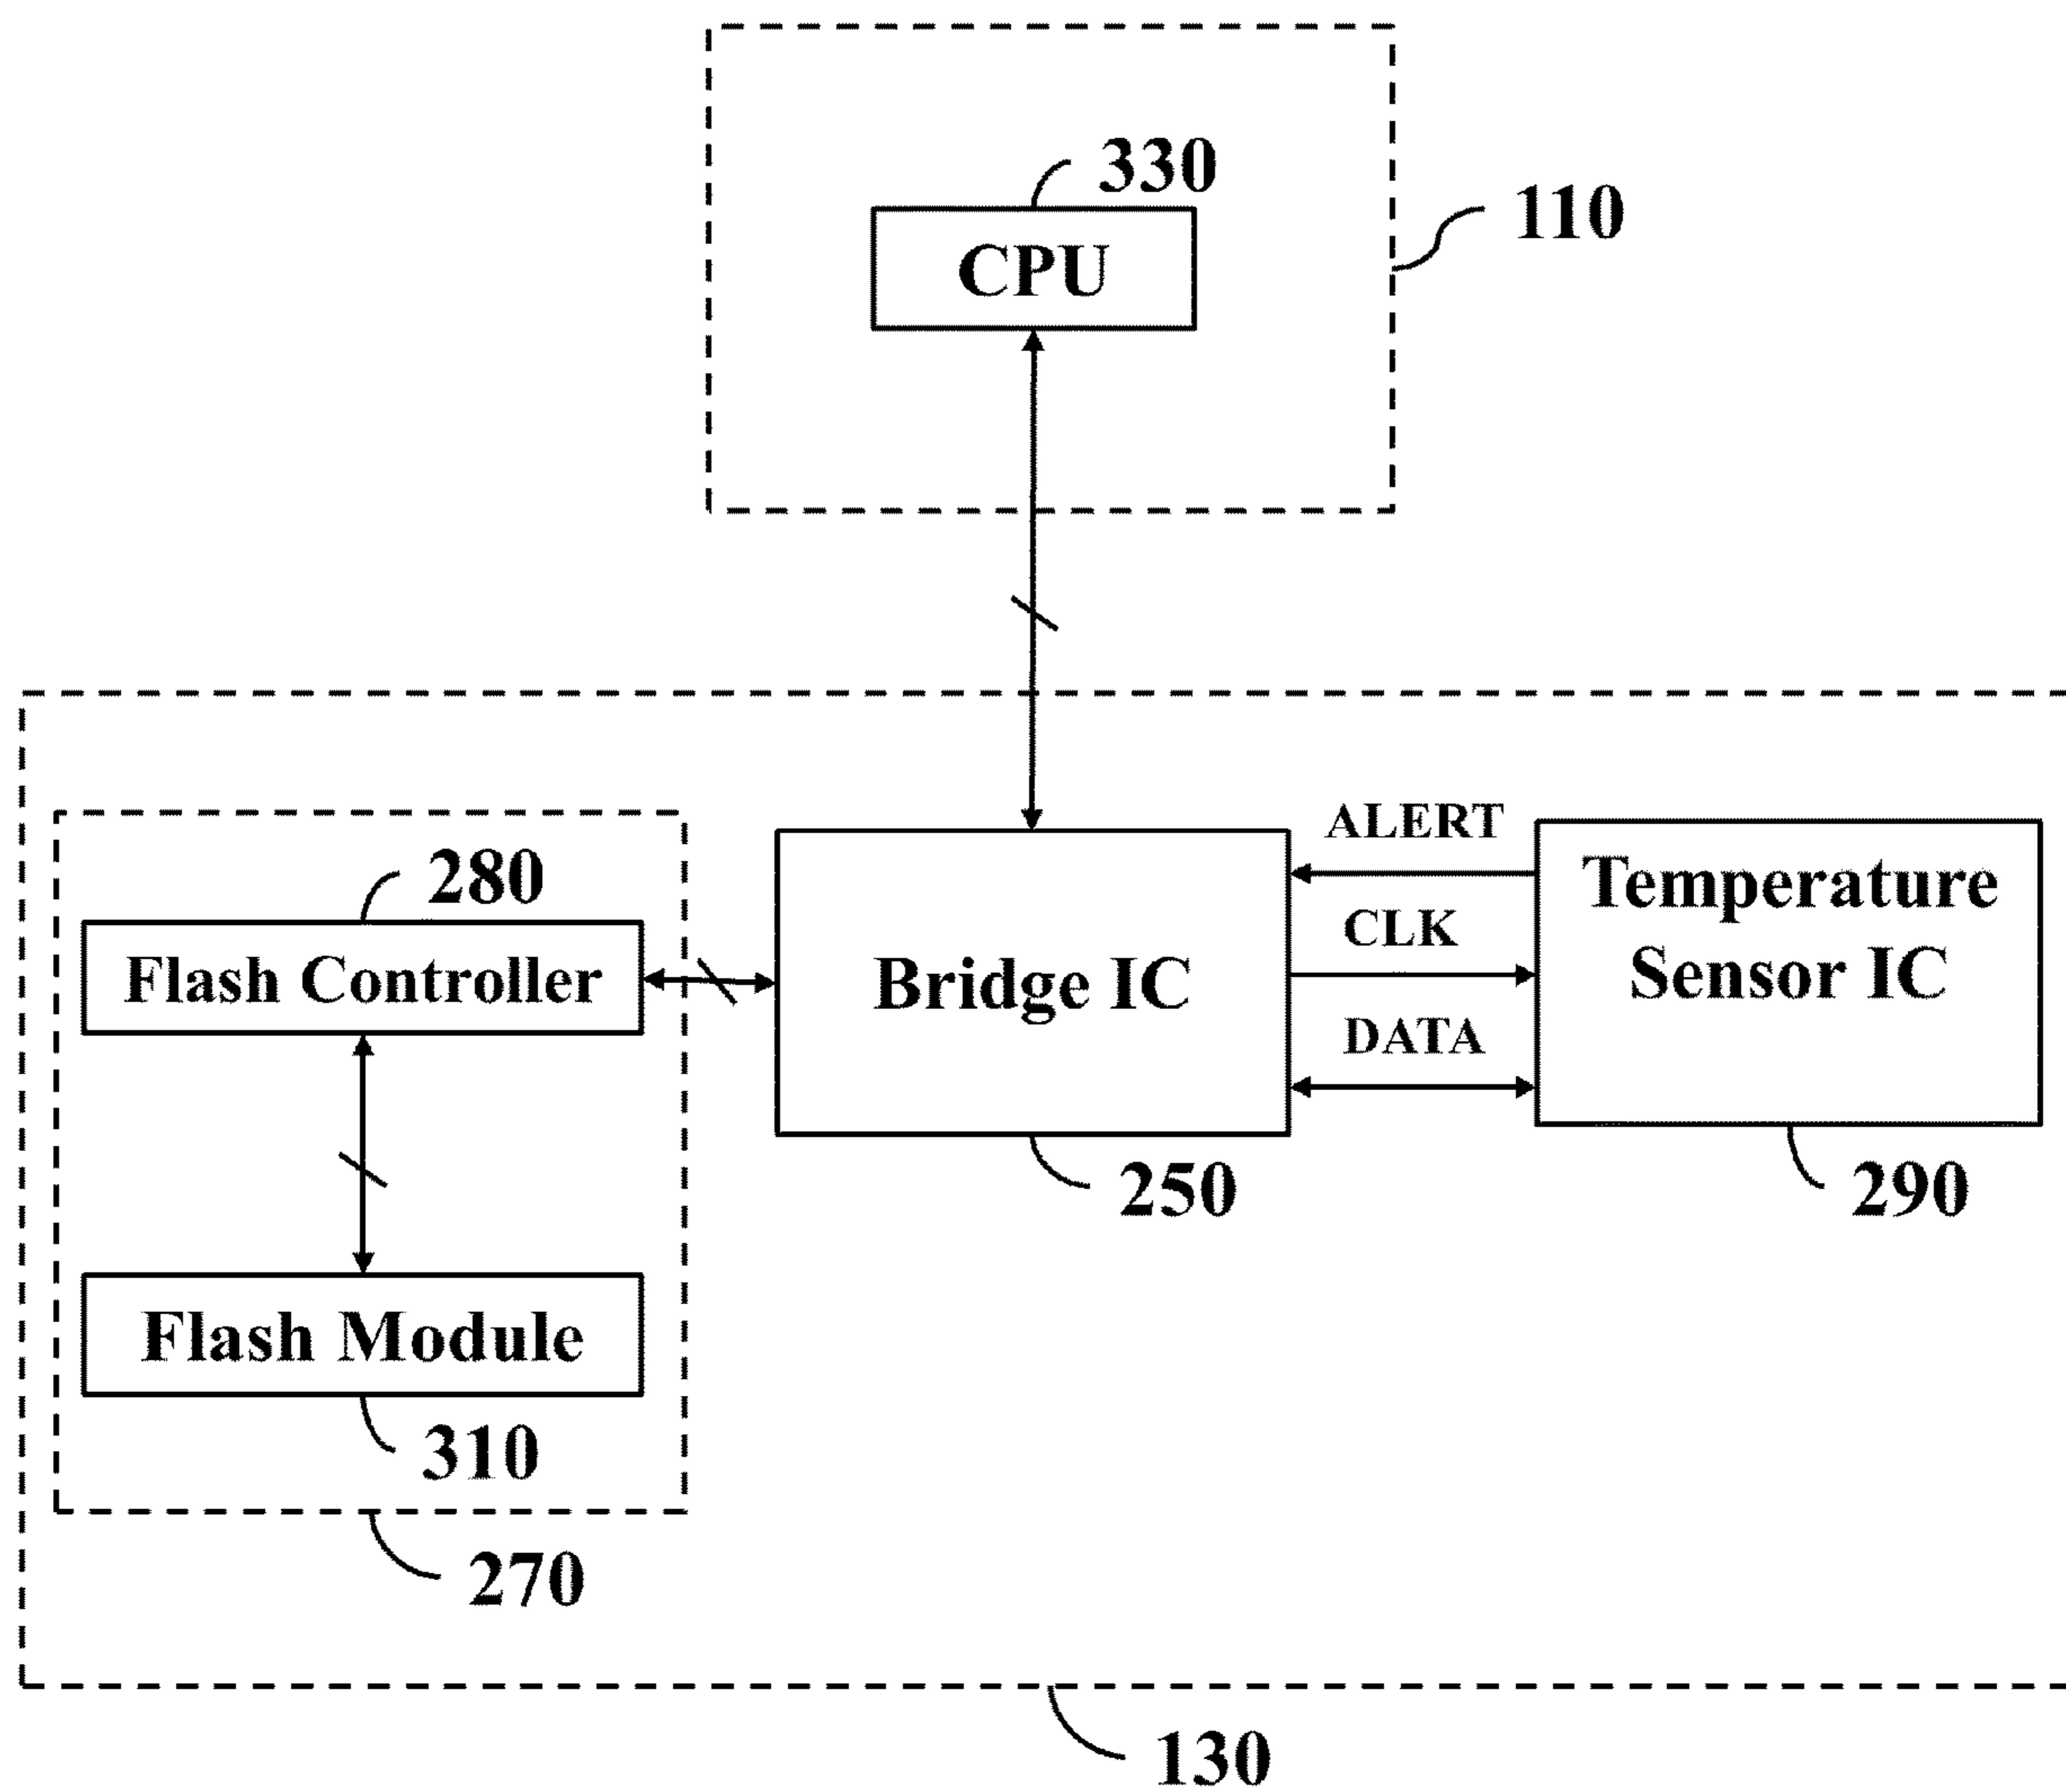 330
110
CPU
ALERT
280
Temperature
CLK
Flash Controller
Bridge IC
Sensor IC
DATA
250
290
Flash Module
310
270
130